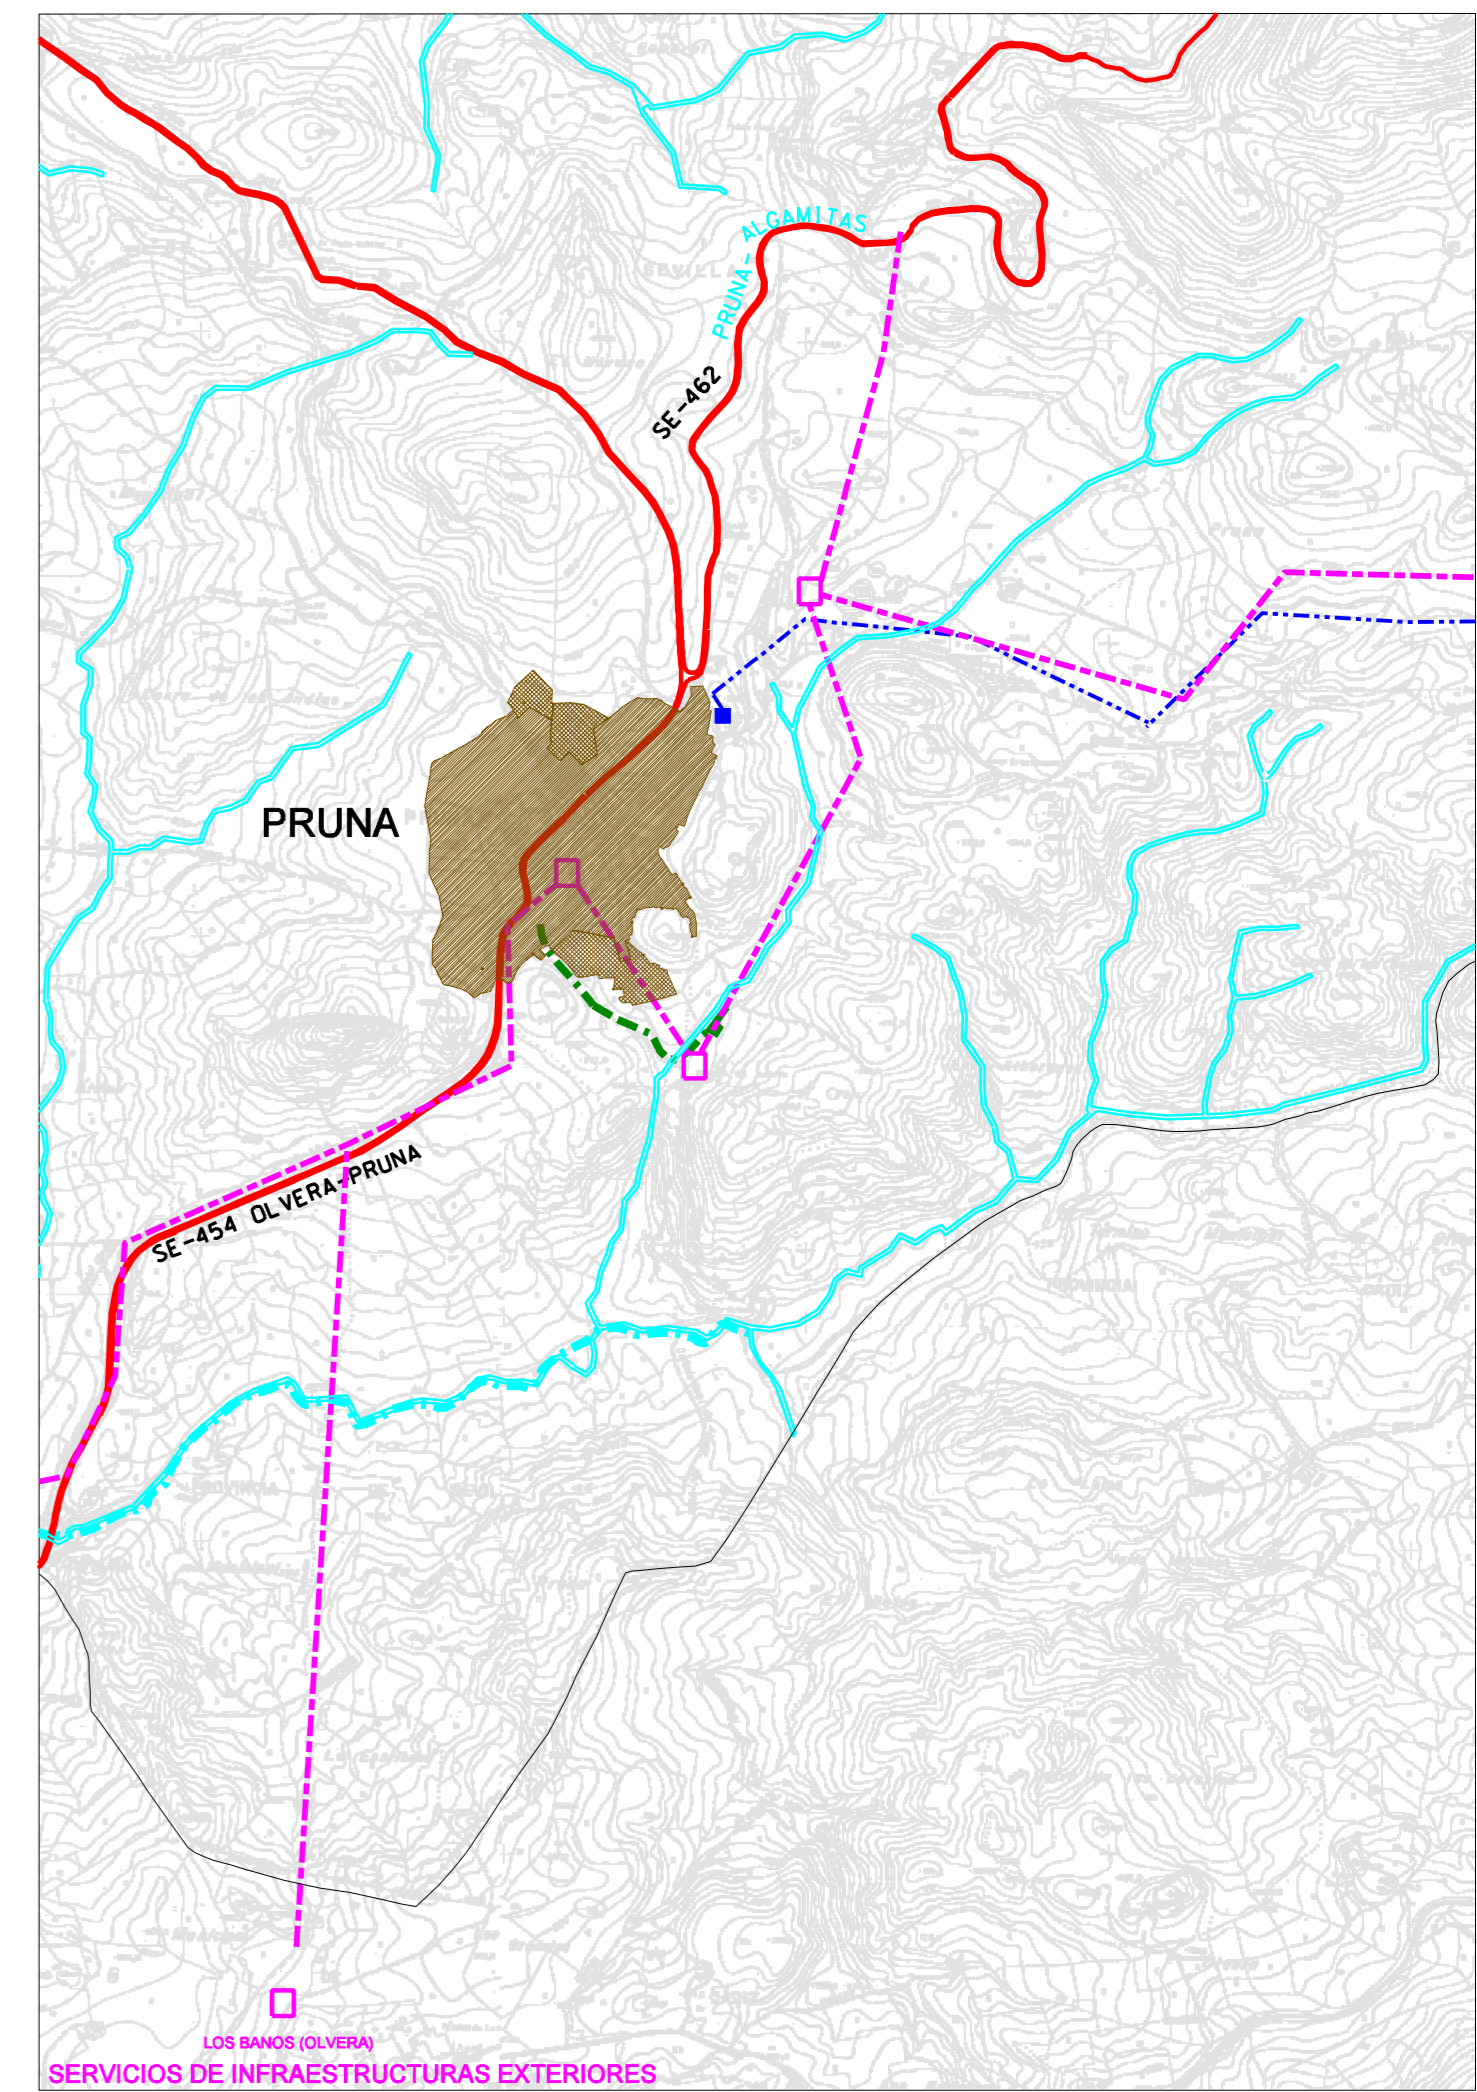 PRUNA- ALGAMITAS
SE-462
PRUNA
SE-454 OLVERA-PRUNA
LOS BANOS (OLVERA)
SERVICIOS DE INFRAESTRUCTURAS EXTERIORES